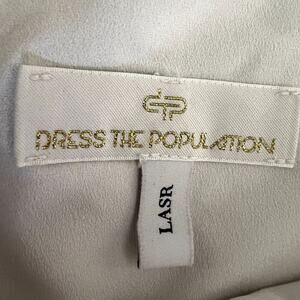 DRESS THE POPULATION
LASR